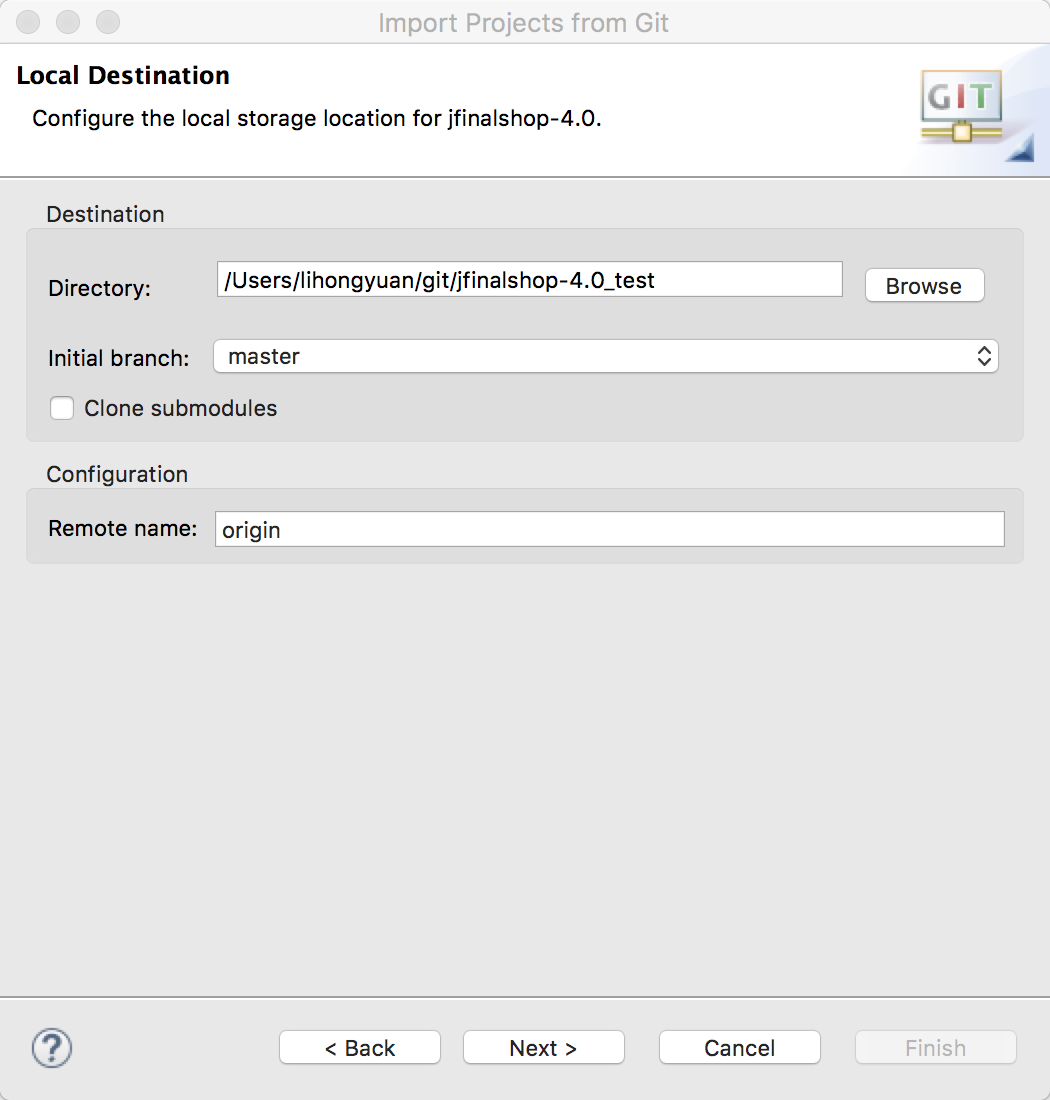 Import Projects from Git
Local Destination
Configure the local storage location for jfinalshop-4.0.
GIT
Destination
Directory: /Users/lihongyuan/git/jfinalshop-4.0_test Browse
Initial branch: master
Clone submodules
Configuration
Remote name: origin
? < Back Next > Cancel Finish